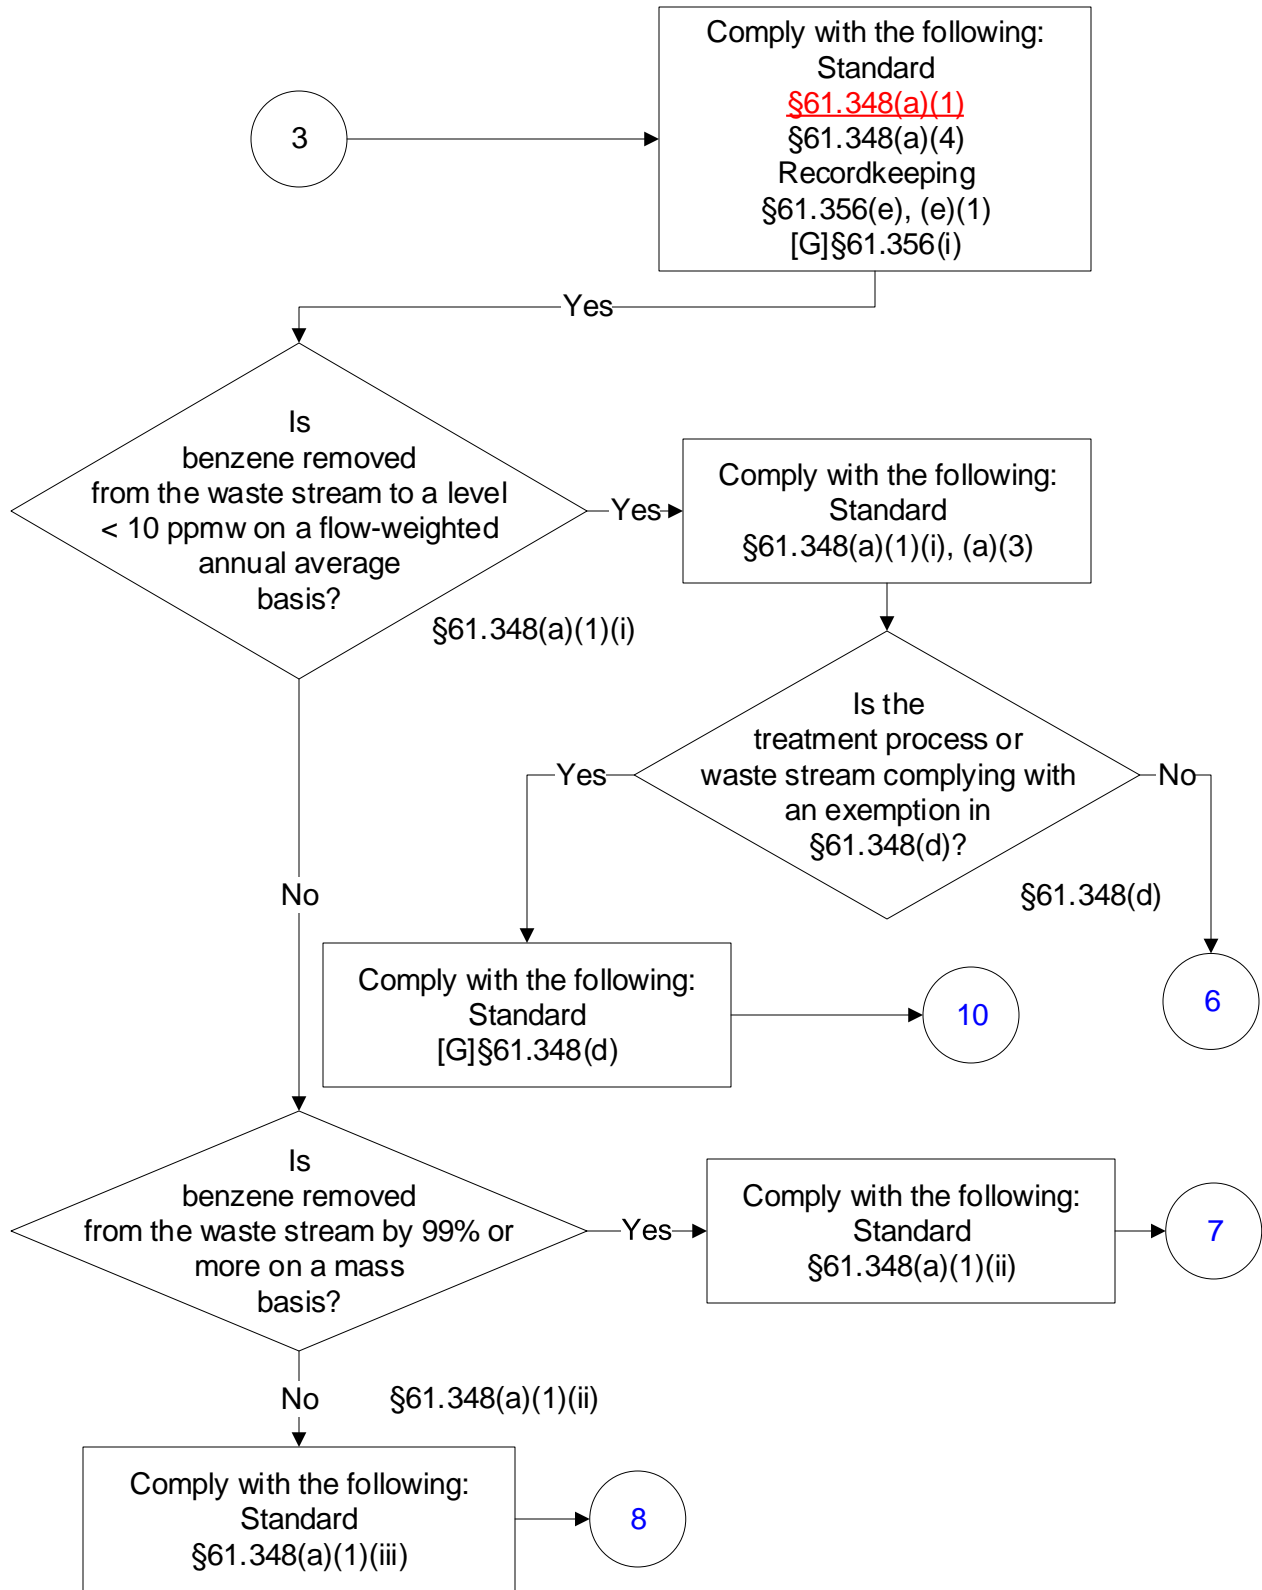 Comply with the following:
Standard
§61.348(a)(1)
§61.348(a)(4)
Recordkeeping
§61.356(e), (e)(1)
[G]§61.356(i)
3
Yes
Is
benzene removed
from the waste stream to a level
< 10 ppmw on a flow-weighted
annual average
basis?
Yes
Comply with the following:
Standard
§61.348(a)(1)(i), (a)(3)
§61.348(a)(1)(i)
Is the
treatment process or
waste stream complying with
an exemption in
§61.348(d)?
Yes
No
§61.348(d)
No
Comply with the following:
Standard
[G]§61.348(d)
10
6
Is
benzene removed
from the waste stream by 99% or
more on a mass
basis?
Yes
Comply with the following:
Standard
§61.348(a)(1)(ii)
7
No
§61.348(a)(1)(ii)
Comply with the following:
Standard
§61.348(a)(1)(iii)
8